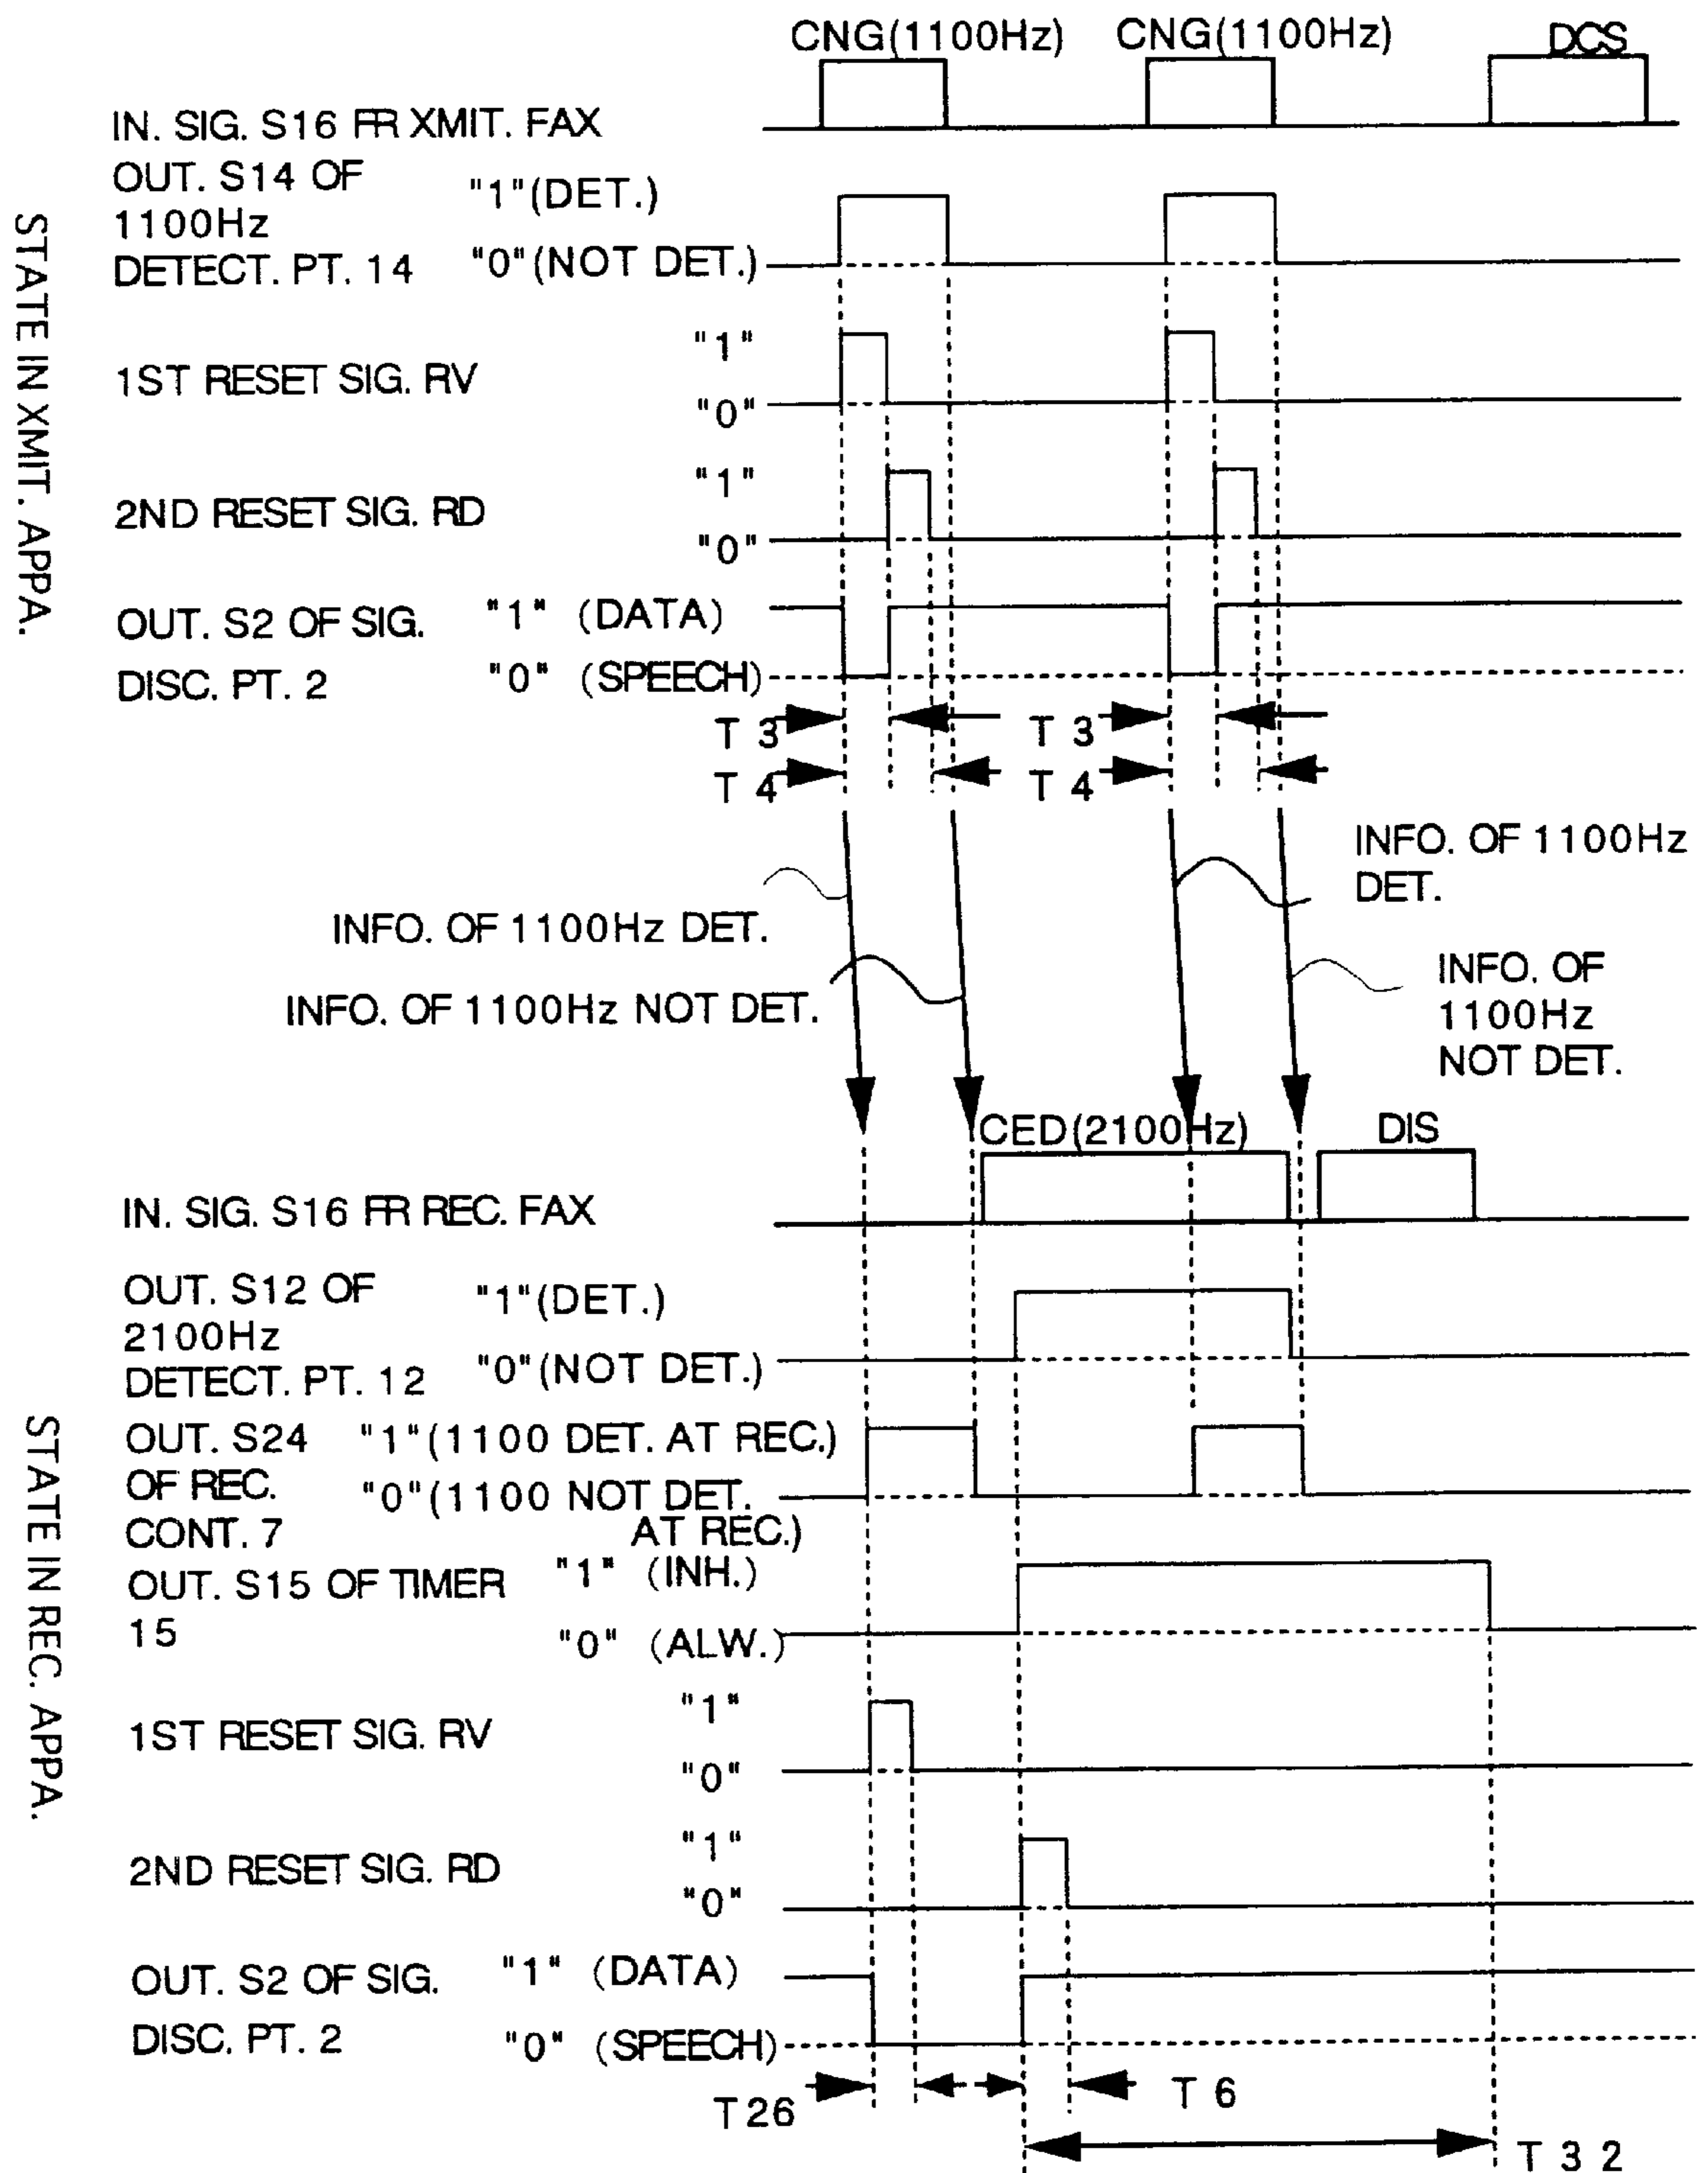 CNG(1100Hz) CNG(1100Hz) DCS
IN. SIG. S16 FR XMIT. FAX
OUT. S14 OF
1100Hz
DETECT. PT. 14
"1"(DET.)
"0"(NOT DET.)
1ST RESET SIG. RV
"1"
"0"
2ND RESET SIG. RD
"1"
"0"
OUT. S2 OF SIG.
DISC. PT. 2
"1" (DATA)
"0" (SPEECH)
T 3 T 3
T 4 T 4
STATE IN XMIT. APPA.
INFO. OF 1100Hz DET.
INFO. OF 1100Hz NOT DET.
INFO. OF 1100Hz
DET.
INFO. OF
1100Hz
NOT DET.
CED(2100Hz) DIS
IN. SIG. S16 FR REC. FAX
OUT. S12 OF
2100Hz
DETECT. PT. 12
"1"(DET.)
"0"(NOT DET.)
OUT. S24
OF REC.
CONT. 7
"1"(1100 DET. AT REC.)
"0"(1100 NOT DET.
AT REC.)
OUT. S15 OF TIMER
15
"1" (INH.)
"0" (ALW.)
1ST RESET SIG. RV
"1"
"0"
2ND RESET SIG. RD
"1"
"0"
OUT. S2 OF SIG.
DISC. PT. 2
"1" (DATA)
"0" (SPEECH)
T26 T 6
T 3 2
STATE IN REC. APPA.